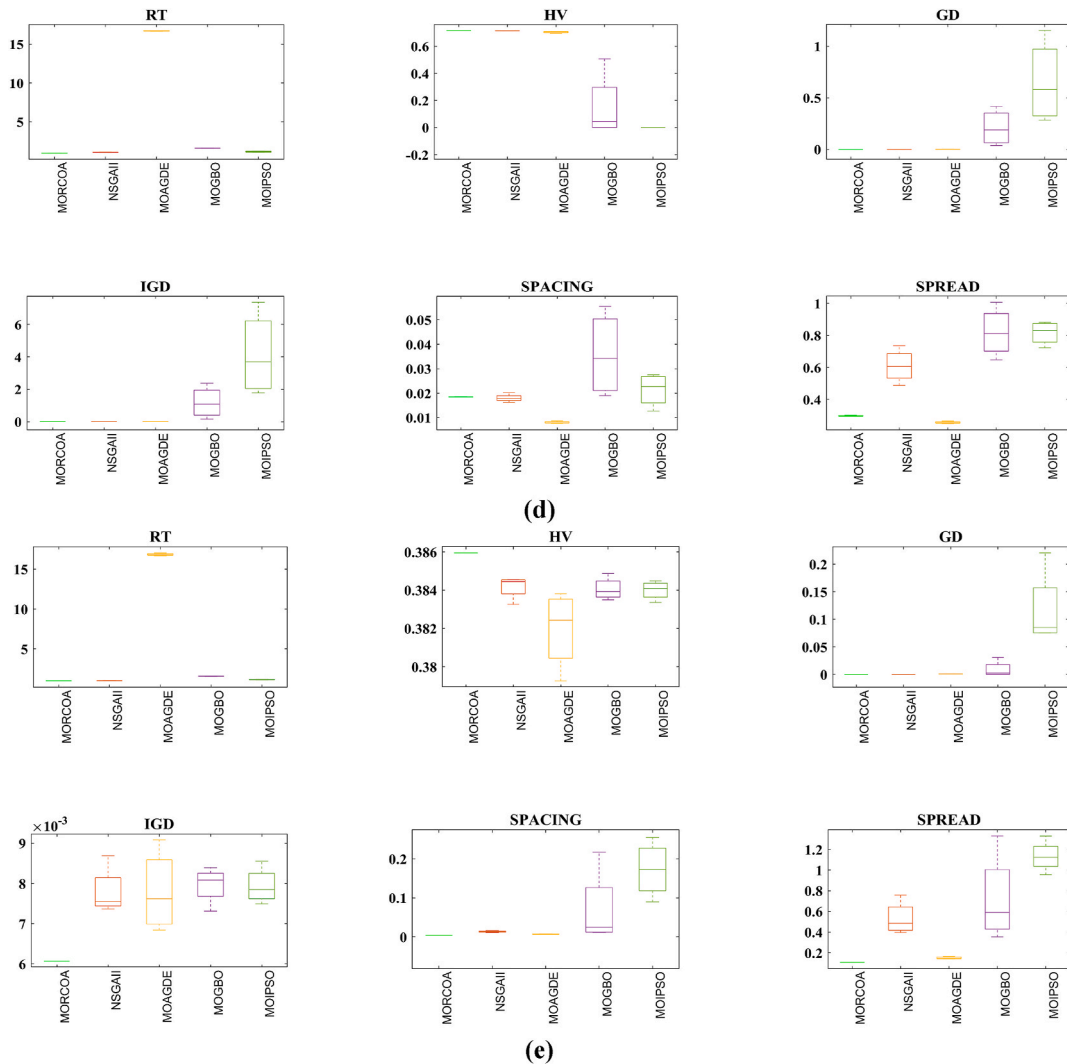 RT
15
10
5
MORCOA
NSGAII
MOAGDE
MOGBO
MOIPSO
HV
0.6
0.4
0.2
0
-0.2
MORCOA
NSGAII
MOAGDE
MOGBO
MOIPSO
GD
1
0.5
0
MORCOA
NSGAII
MOAGDE
MOGBO
MOIPSO
IGD
6
4
2
0
MORCOA
NSGAII
MOAGDE
MOGBO
MOIPSO
SPACING
0.05
0.04
0.03
0.02
0.01
MORCOA
NSGAII
MOAGDE
MOGBO
MOIPSO
SPREAD
1
0.8
0.6
0.4
MORCOA
NSGAII
MOAGDE
MOGBO
MOIPSO
(d)
RT
15
10
5
MORCOA
NSGAII
MOAGDE
MOGBO
MOIPSO
HV
0.386
0.384
0.382
0.38
MORCOA
NSGAII
MOAGDE
MOGBO
MOIPSO
GD
0.2
0.15
0.1
0.05
0
MORCOA
NSGAII
MOAGDE
MOGBO
MOIPSO
×10⁻³
IGD
9
8
7
6
MORCOA
NSGAII
MOAGDE
MOGBO
MOIPSO
SPACING
0.2
0.1
0
MORCOA
NSGAII
MOAGDE
MOGBO
MOIPSO
SPREAD
1.2
1
0.8
0.6
0.4
0.2
MORCOA
NSGAII
MOAGDE
MOGBO
MOIPSO
(e)